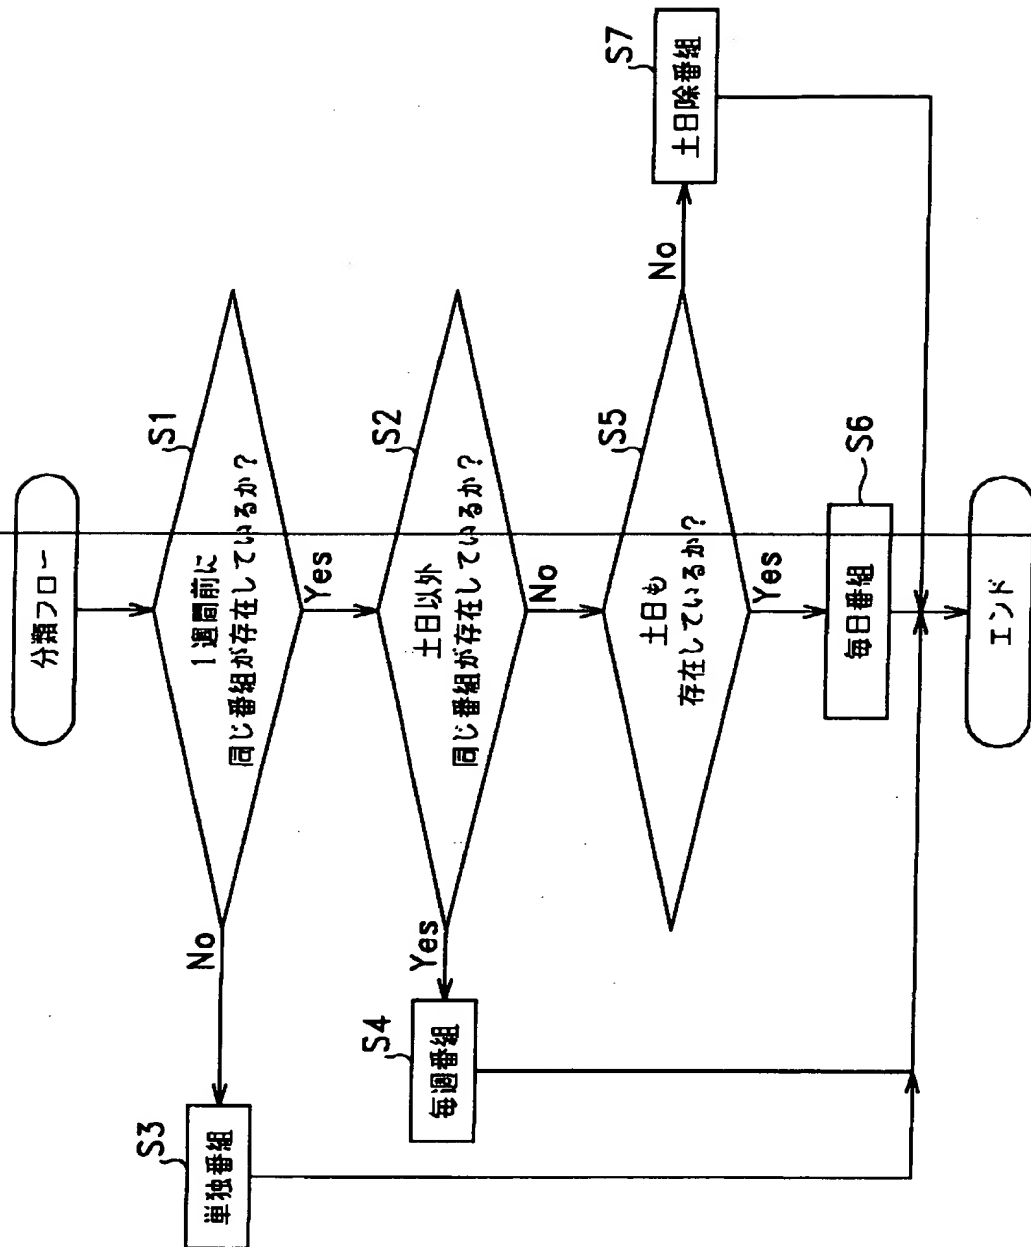 分類フロー
S1
1週間前に
同じ番組が存在しているか?
No
Yes
S3
単独番組
S2
土日以外
同じ番組が存在しているか?
Yes
No
S4
毎週番組
S5
土日も
存在しているか?
No
Yes
S7
土日除番組
S6
毎日番組
エンド